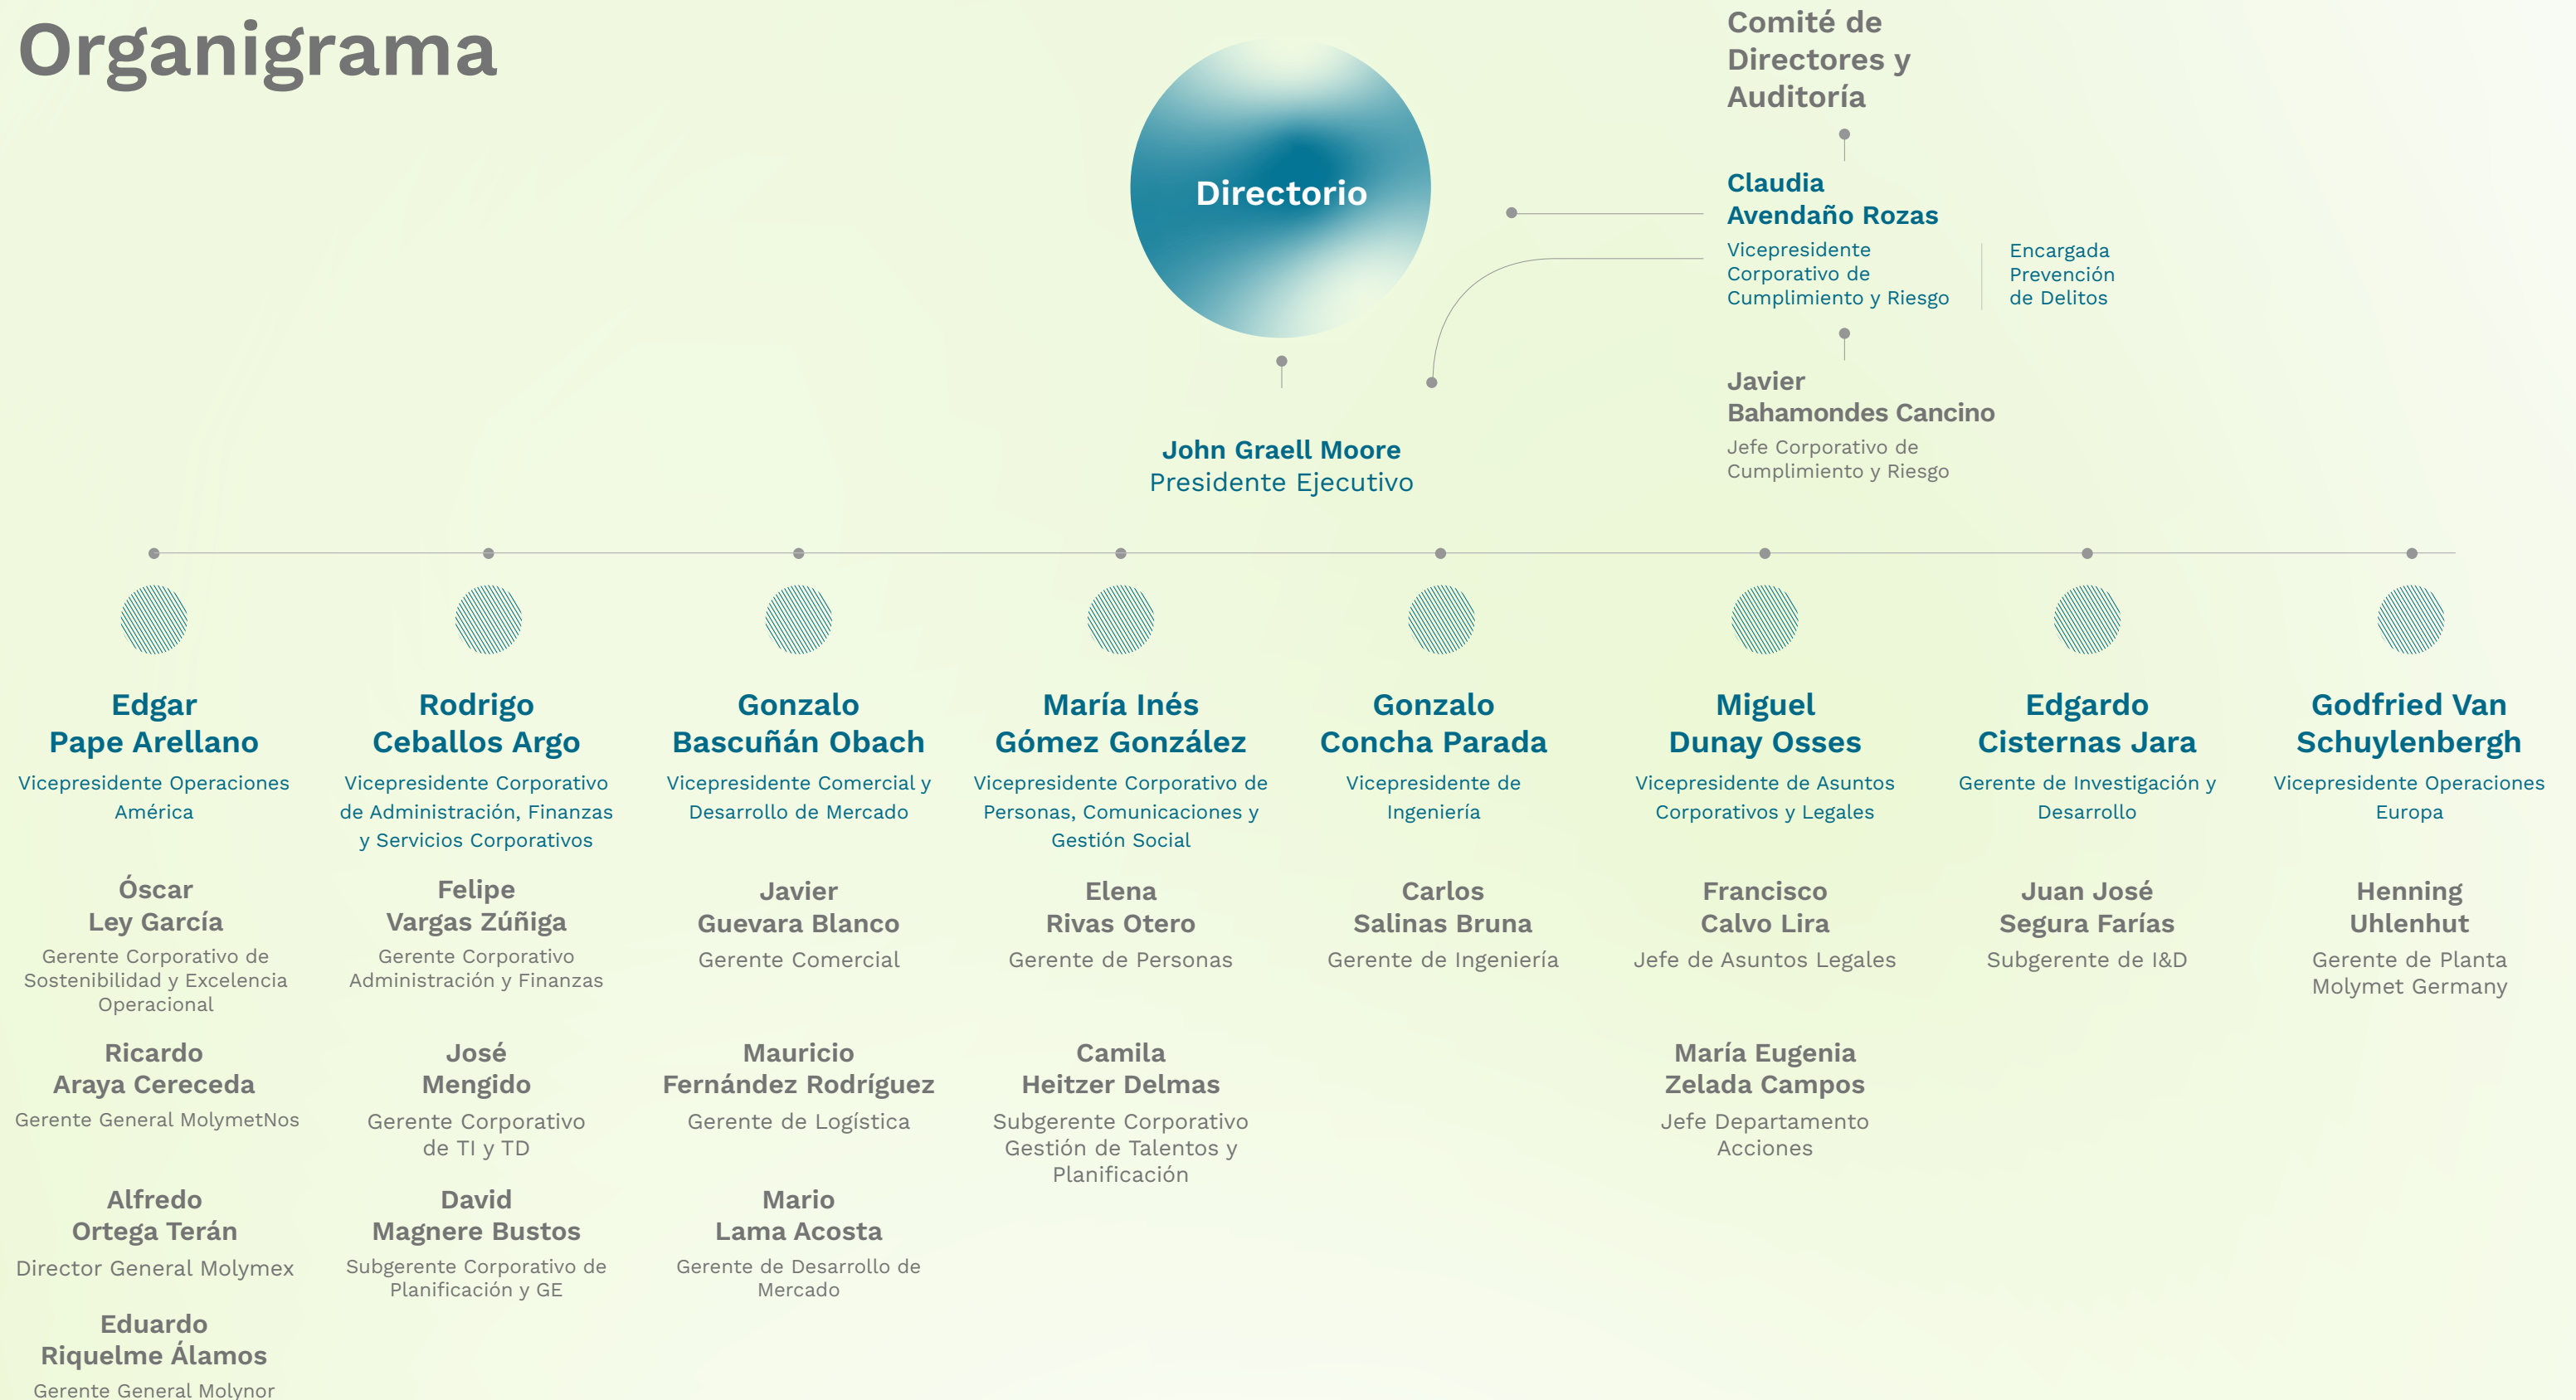 Organigrama
Directorio
Comité de
Directores y
Auditoría
Claudia
Avendaño Rozas
Vicepresidente
Corporativo de
Cumplimiento y Riesgo
Encargada
Prevención
de Delitos
Javier
Bahamondes Cancino
Jefe Corporativo de
Cumplimiento y Riesgo
John Graell Moore
Presidente Ejecutivo
Edgar
Pape Arellano
Vicepresidente Operaciones
América
Óscar
Ley García
Gerente Corporativo de
Sostenibilidad y Excelencia
Operacional
Ricardo
Araya Cereceda
Gerente General MolymetNos
Alfredo
Ortega Terán
Director General Molymex
Eduardo
Riquelme Álamos
Gerente General Molynor
Rodrigo
Ceballos Argo
Vicepresidente Corporativo
de Administración, Finanzas
y Servicios Corporativos
Felipe
Vargas Zúñiga
Gerente Corporativo
Administración y Finanzas
José
Mengido
Gerente Corporativo
de TI y TD
David
Magnere Bustos
Subgerente Corporativo de
Planificación y GE
Gonzalo
Bascuñán Obach
Vicepresidente Comercial y
Desarrollo de Mercado
Javier
Guevara Blanco
Gerente Comercial
Mauricio
Fernández Rodríguez
Gerente de Logística
Mario
Lama Acosta
Gerente de Desarrollo de
Mercado
María Inés
Gómez González
Vicepresidente Corporativo de
Personas, Comunicaciones y
Gestión Social
Elena
Rivas Otero
Gerente de Personas
Camila
Heitzer Delmas
Subgerente Corporativo
Gestión de Talentos y
Planificación
Gonzalo
Concha Parada
Vicepresidente de
Ingeniería
Carlos
Salinas Bruna
Gerente de Ingeniería
Miguel
Dunay Osses
Vicepresidente de Asuntos
Corporativos y Legales
Francisco
Calvo Lira
Jefe de Asuntos Legales
María Eugenia
Zelada Campos
Jefe Departamento
Acciones
Edgardo
Cisternas Jara
Gerente de Investigación y
Desarrollo
Juan José
Segura Farías
Subgerente de I&D
Godfried Van
Schuylenbergh
Vicepresidente Operaciones
Europa
Henning
Uhlenhut
Gerente de Planta
Molymet Germany